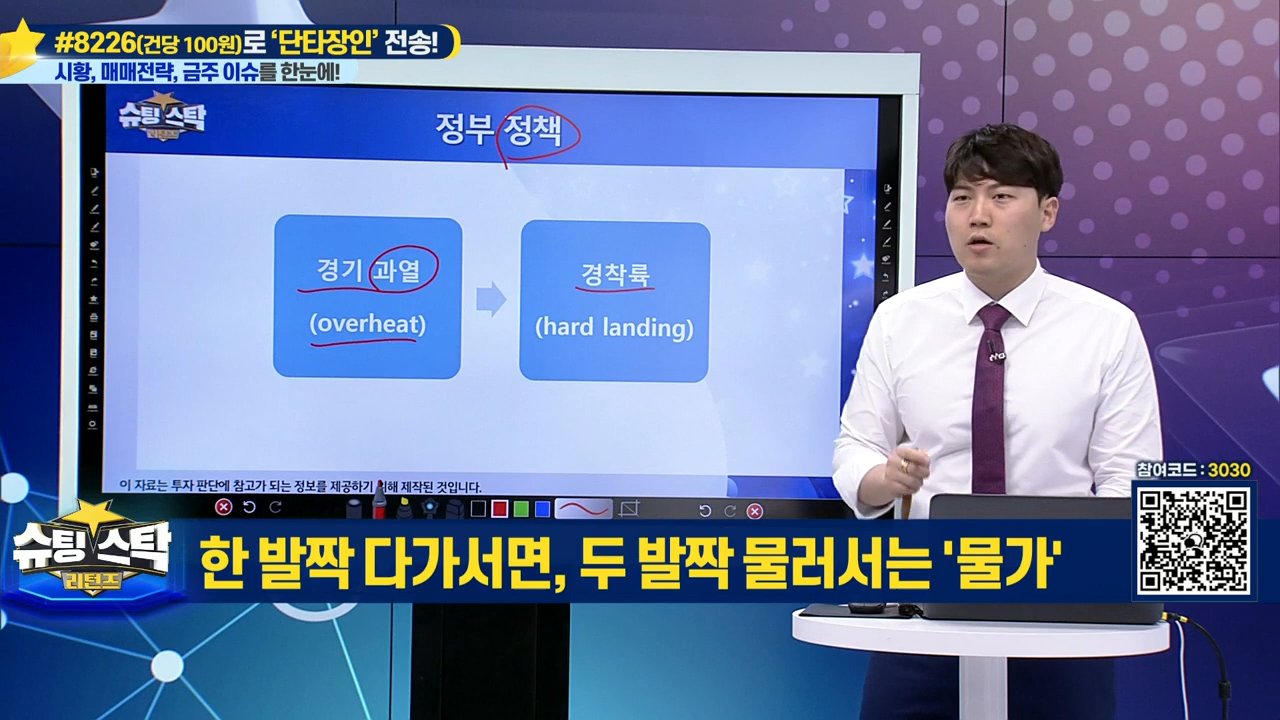 #8226(건당 100원)로 ‘단타장인’ 전송!
시황, 매매전략, 금주 이슈를 한눈에!
슈팅 스탁
리턴즈
정부 정책
경기 과열
(overheat)
경착륙
(hard landing)
이 자료는 투자 판단에 참고가 되는 정보를 제공하기 위해 제작된 것입니다.
참여코드 : 3030
슈팅 스탁
리턴즈
한 발짝 다가서면, 두 발짝 물러서는 '물가'